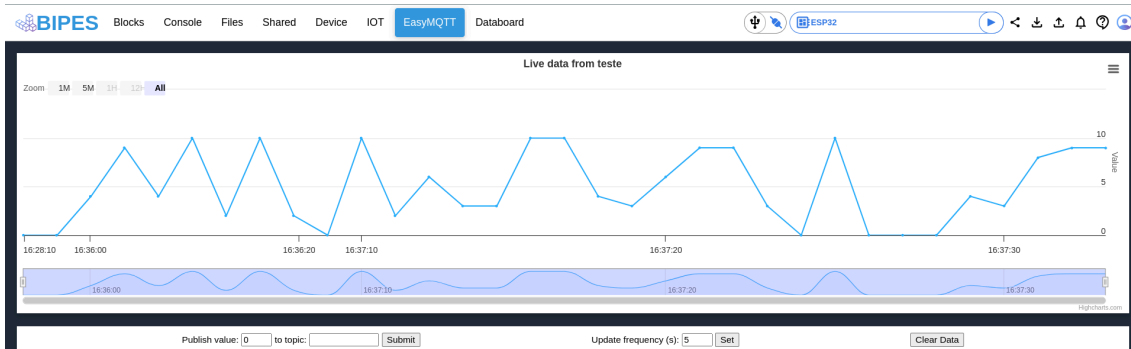 BIPES Blocks Console Files Shared Device IOT EasyMQTT Databoard ESP32
Live data from teste
Zoom 1M 5M 1H 12H All
10
Value
5
0
16:28:10 16:36:00 16:36:20 16:37:10 16:37:20 16:37:30
16:36:00 16:37:10 16:37:20 16:37:30
Highcharts.com
Publish value: 0 to topic: Submit Update frequency (s): 5 Set Clear Data